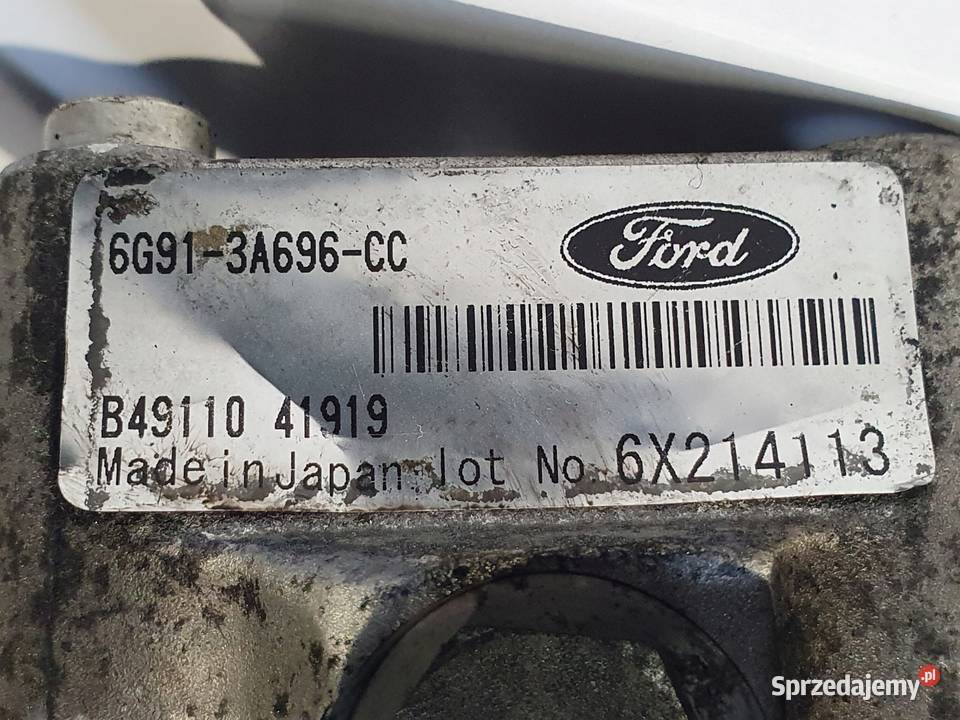 6G91-3A696-CC
Ford
B49110 41919
Made in Japan lot No. 6X214113
Sprzedajemy.pl